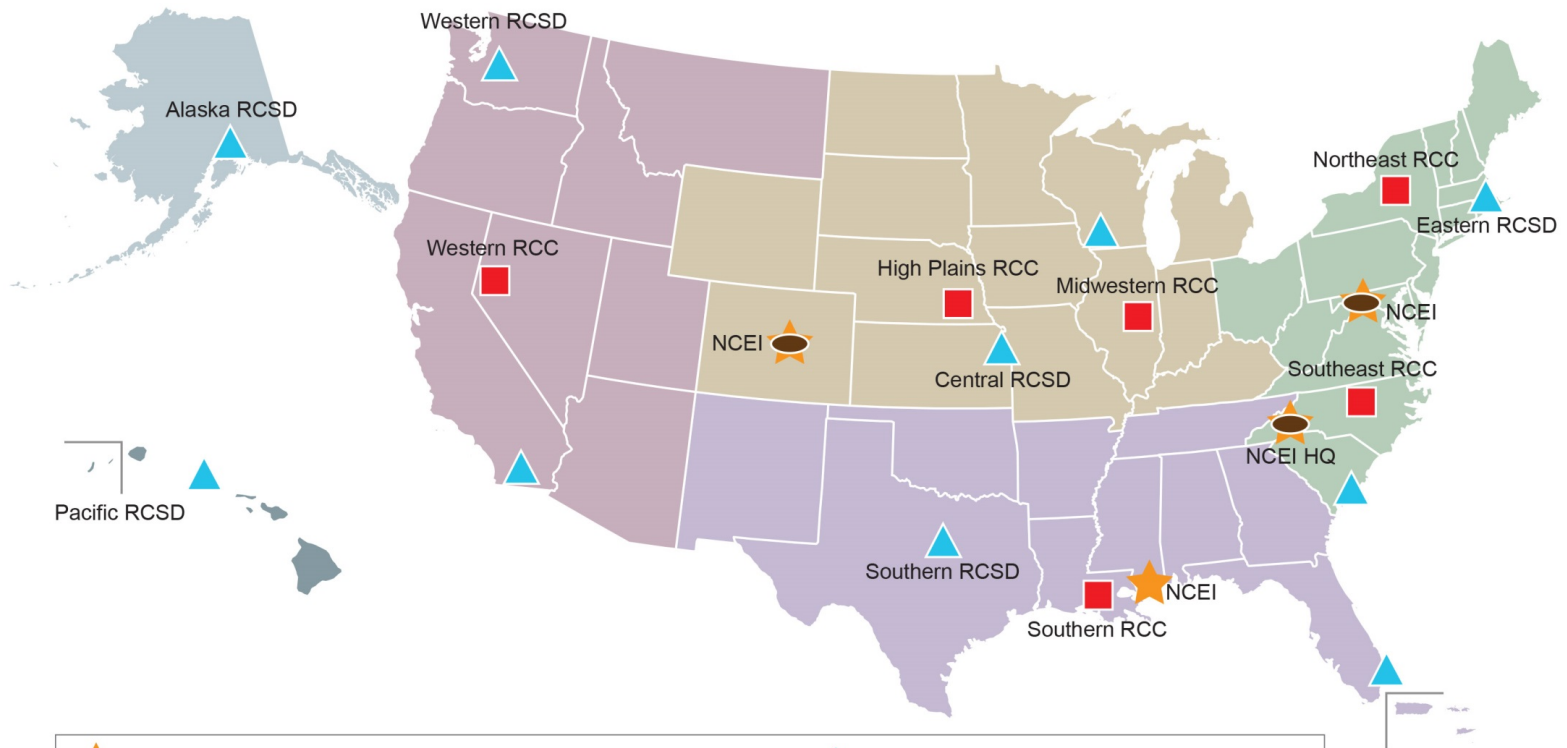 Western RCSD
Alaska RCSD
Northeast RCC
Eastern RCSD
Western RCC
High Plains RCC
Midwestern RCC
NCEI
NCEI
Central RCSD
Southeast RCC
NCEI HQ
Pacific RCSD
Southern RCSD
NCEI
Southern RCC